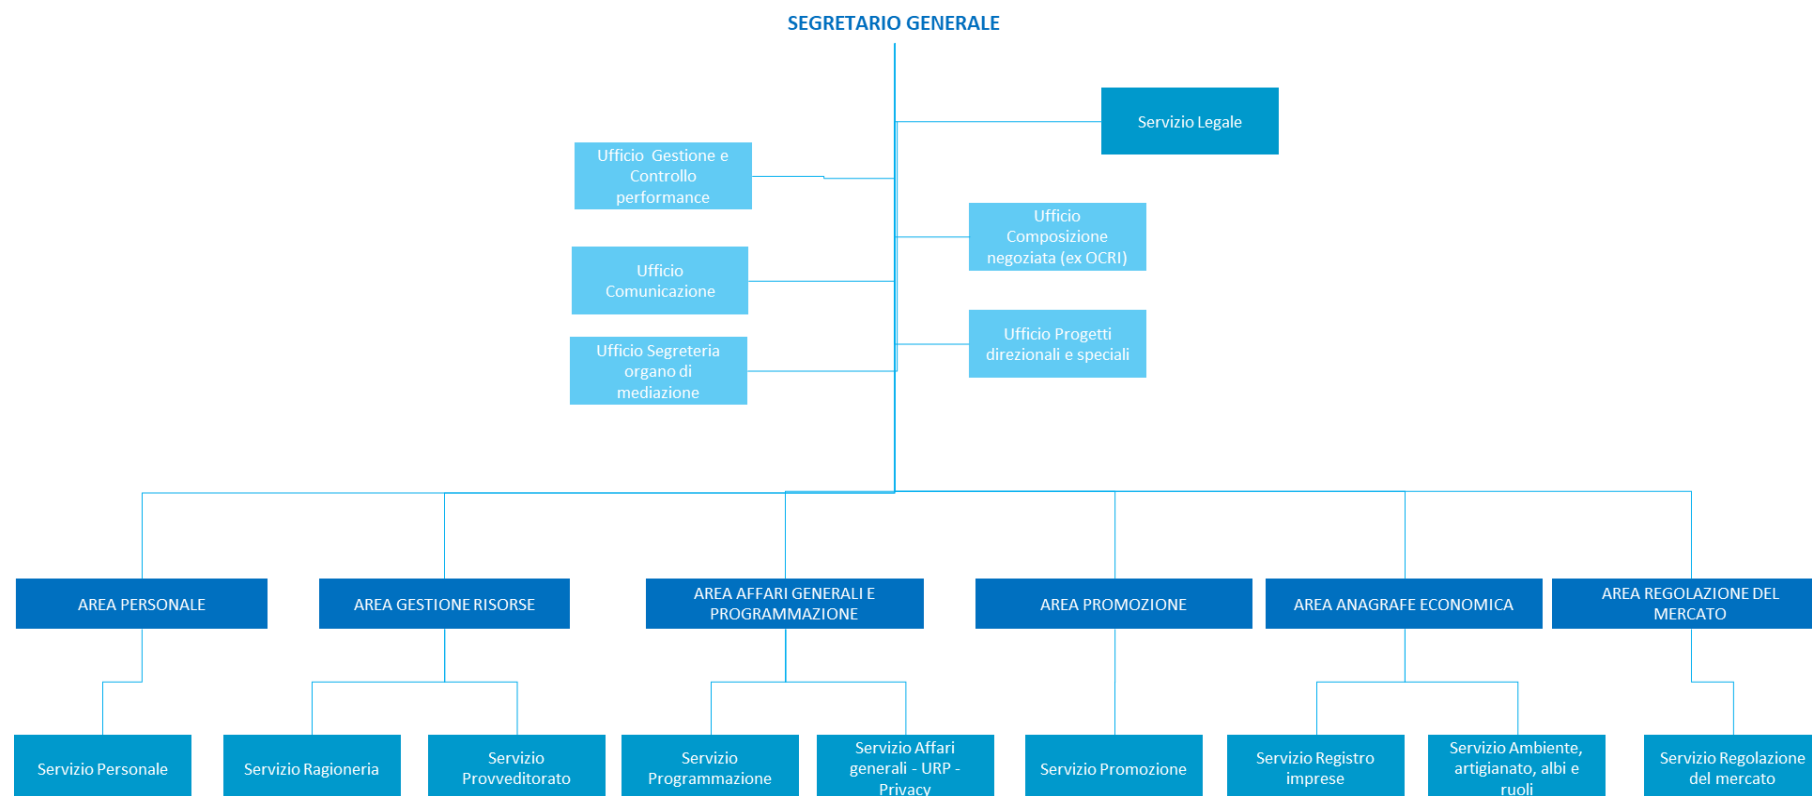 SEGRETARIO GENERALE
Servizio Legale
Ufficio Gestione e
Controllo
performance
Ufficio
Composizione
negoziata (ex OCRI)
Ufficio
Comunicazione
Ufficio Progetti
direzionali e speciali
Ufficio Segreteria
organo di
mediazione
AREA PERSONALE
AREA GESTIONE RISORSE
AREA AFFARI GENERALI E
PROGRAMMAZIONE
AREA PROMOZIONE
AREA ANAGRAFE ECONOMICA
AREA REGOLAZIONE DEL
MERCATO
Servizio Personale
Servizio Ragioneria
Servizio
Provveditorato
Servizio
Programmazione
Servizio Affari
generali - URP -
Privacy
Servizio Promozione
Servizio Registro
imprese
Servizio Ambiente,
artigianato, albi e
ruoli
Servizio Regolazione
del mercato